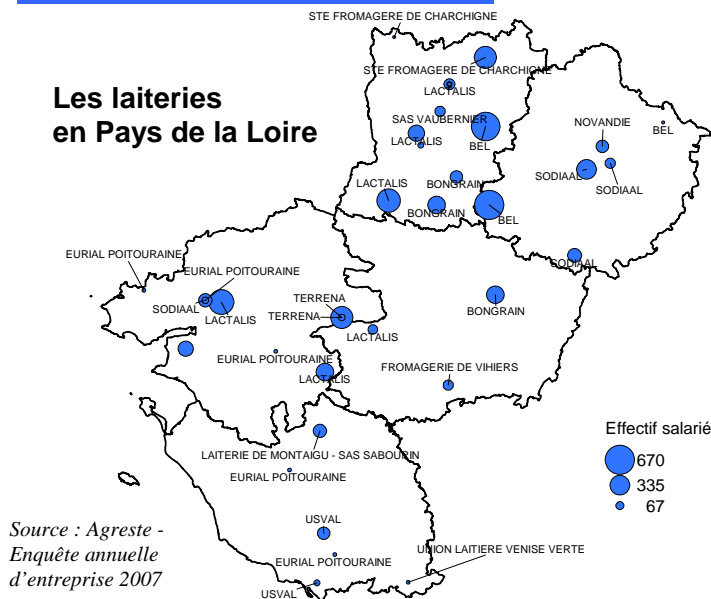 STE FROMAGERE DE CHARCHIGNE
STE FROMAGERE DE CHARCHIGNE
LACTALIS
Les laiteries
en Pays de la Loire
SAS VAUBERNIER
LACTALIS
BEL
NOVANDIE
BEL
SODIAAL
SODIAAL
LACTALIS
BONGRAIN
BONGRAIN
BEL
EURIAL POITOURAINE
EURIAL POITOURAINE
SODIAAL
SODIAAL
LACTALIS
TERRENA
TERRENA
LACTALIS
BONGRAIN
EURIAL POITOURAINE
LACTALIS
FROMAGERIE DE VIHIERS
Effectif salarié
670
335
67
LAITERIE DE MONTAIGU - SAS SABOURIN
EURIAL POITOURAINE
USVAL
EURIAL POITOURAINE
UNION LAITIERE VENISE VERTE
USVAL
Source : Agreste -
Enquête annuelle
d'entreprise 2007